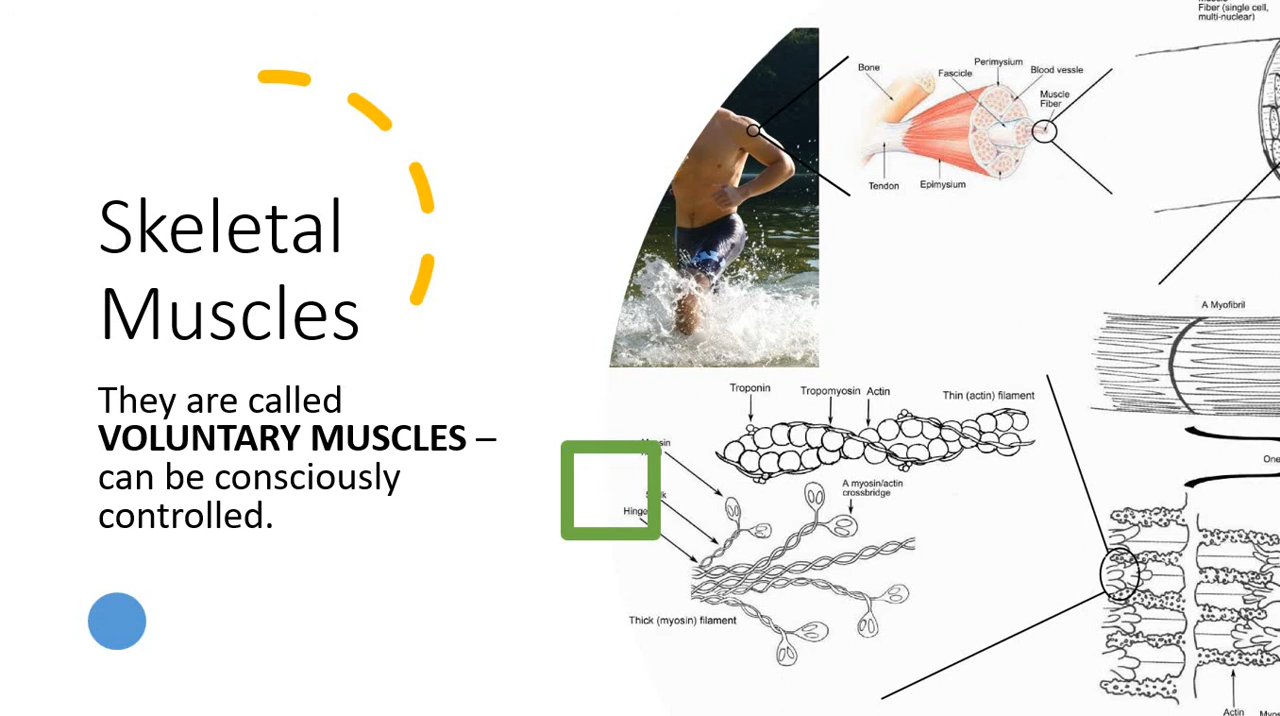 Skeletal
Muscles
They are called
VOLUNTARY MUSCLES –
can be consciously
controlled.
Fiber (single cell,
multi-nuclear)
Bone
Perimysium
Fascicle
Blood vessle
Muscle
Fiber
Tendon
Epimysium
A Myofibril
Troponin
Tropomyosin
Actin
Thin (actin) filament
One
A myosin/actin
crossbridge
Hinge
Thick (myosin) filament
Actin